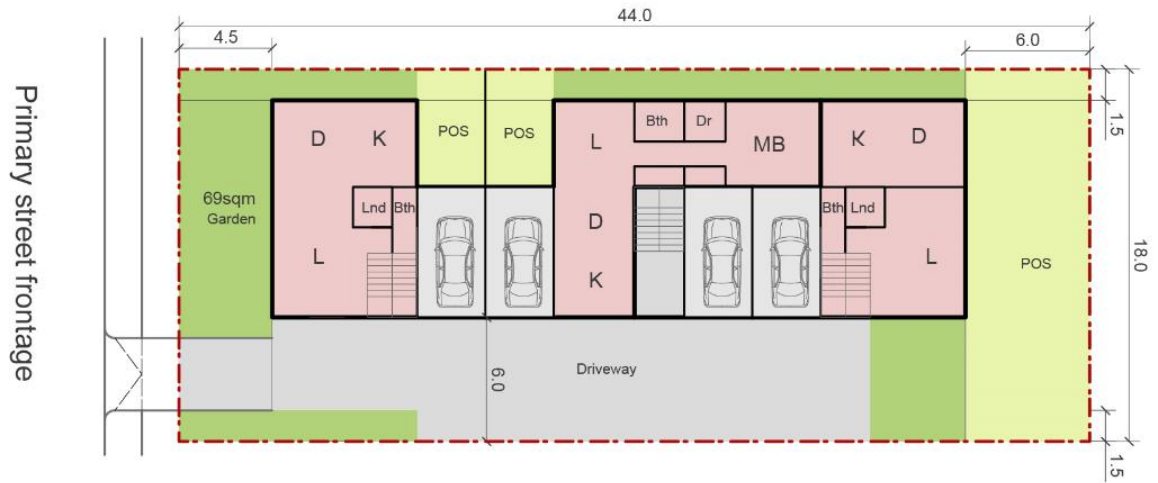 44.0
4.5
6.0
Primary street frontage
D K
POS
POS
L
Bth
Dr
MB
K D
1.5
69sqm
Garden
Lnd
Bth
D
Bth
Lnd
L
K
L
POS
18.0
Driveway
6.0
1.5